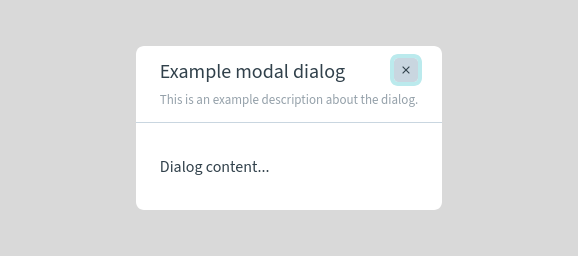 Example modal dialog
This is an example description about the dialog.
Dialog content...